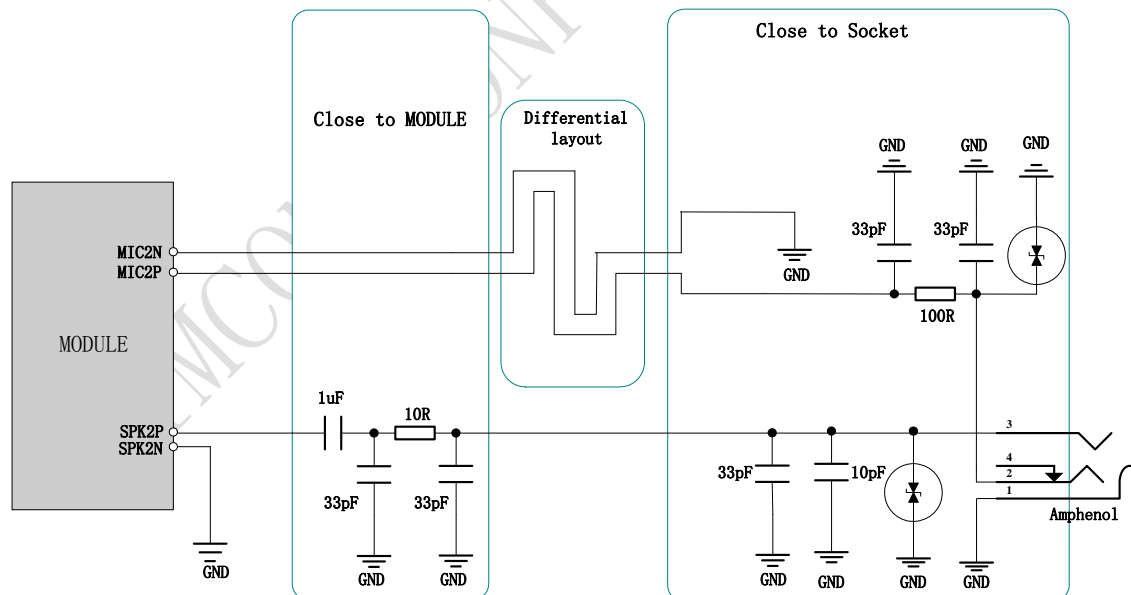 Close to Socket
Close to MODULE
Differential
layout
GND
GND
GND
33pF
33pF
MIC2N
MIC2P
GND
100R
MODULE
1uF
10R
SPK2P
SPK2N
3
4
2
1
33pF
33pF
33pF
10pF
Amphenol
GND
GND
GND
GND
GND
GND
GND